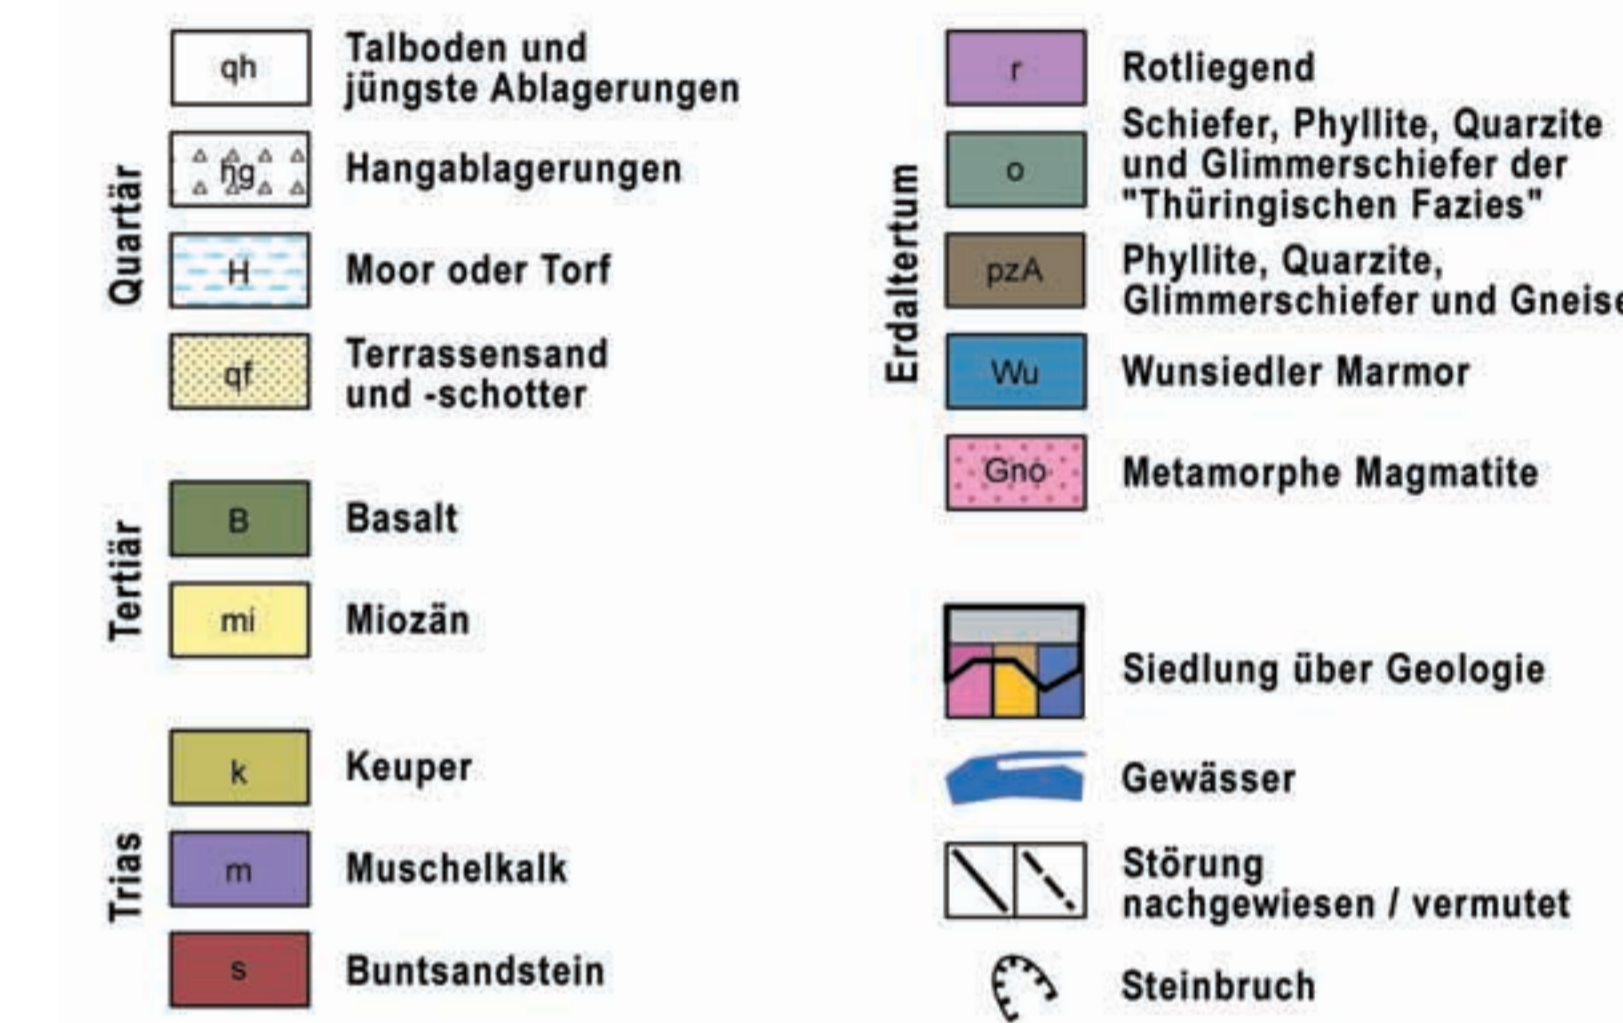 Quartär
qh
Talboden und
jüngste Ablagerungen
hg
Hangablagerungen
H
Moor oder Torf
qf
Terrassensand
und -schotter
Tertiär
B
Basalt
mi
Miozän
Trias
k
Keuper
m
Muschelkalk
s
Buntsandstein
Erdaltertum
r
Rotliegend
o
Schiefer, Phyllite, Quarzite
und Glimmerschiefer der
"Thüringischen Fazies"
pzA
Phyllite, Quarzite,
Glimmerschiefer und Gneise
Wu
Wunsiedler Marmor
Gno
Metamorphe Magmatite
Siedlung über Geologie
Gewässer
Störung
nachgewiesen / vermutet
Steinbruch